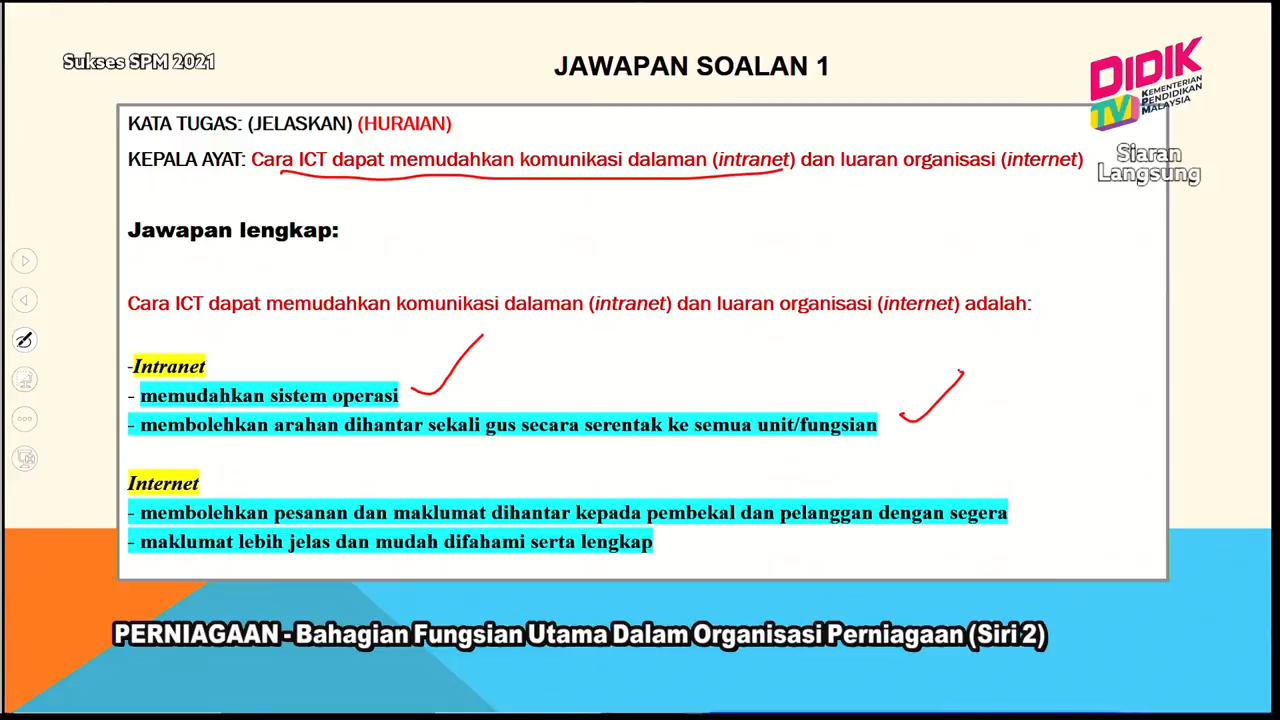 Sukses SPM 2021
JAWAPAN SOALAN 1
DIDIK
TV
KEMENTERIAN
PENDIDIKAN
MALAYSIA
Siaran
Langsung
KATA TUGAS: (JELASKAN) (HURAIAN)
KEPALA AYAT: Cara ICT dapat memudahkan komunikasi dalaman (intranet) dan luaran organisasi (internet)
Jawapan lengkap:
Cara ICT dapat memudahkan komunikasi dalaman (intranet) dan luaran organisasi (internet) adalah:
-Intranet
- memudahkan sistem operasi
- membolehkan arahan dihantar sekali gus secara serentak ke semua unit/fungsian
Internet
- membolehkan pesanan dan maklumat dihantar kepada pembekal dan pelanggan dengan segera
- maklumat lebih jelas dan mudah difahami serta lengkap
PERNIAGAAN - Bahagian Fungsian Utama Dalam Organisasi Perniagaan (Siri 2)